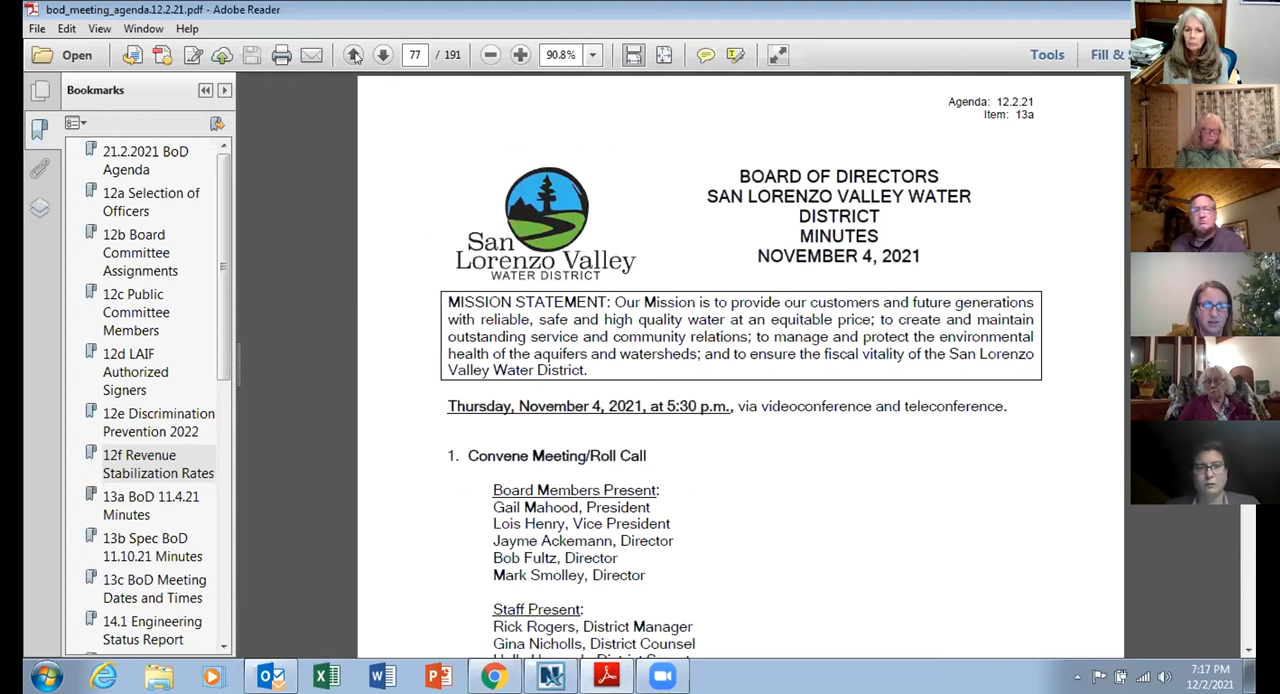 bod_meeting_agenda.12.2.21.pdf - Adobe Reader
File Edit View Window Help
Open 77 / 191 90.8% Tools Fill &
Bookmarks
21.2.2021 BoD
Agenda
12a Selection of
Officers
12b Board
Committee
Assignments
12c Public
Committee
Members
12d LAIF
Authorized
Signers
12e Discrimination
Prevention 2022
12f Revenue
Stabilization Rates
13a BoD 11.4.21
Minutes
13b Spec BoD
11.10.21 Minutes
13c BoD Meeting
Dates and Times
14.1 Engineering
Status Report
Agenda: 12.2.21
Item: 13a
San
Lorenzo Valley
WATER DISTRICT
BOARD OF DIRECTORS
SAN LORENZO VALLEY WATER
DISTRICT
MINUTES
NOVEMBER 4, 2021
MISSION STATEMENT: Our Mission is to provide our customers and future generations
with reliable, safe and high quality water at an equitable price; to create and maintain
outstanding service and community relations; to manage and protect the environmental
health of the aquifers and watersheds; and to ensure the fiscal vitality of the San Lorenzo
Valley Water District.
Thursday, November 4, 2021, at 5:30 p.m., via videoconference and teleconference.
1. Convene Meeting/Roll Call
Board Members Present:
Gail Mahood, President
Lois Henry, Vice President
Jayme Ackemann, Director
Bob Fultz, Director
Mark Smolley, Director
Staff Present:
Rick Rogers, District Manager
Gina Nicholls, District Counsel
7:17 PM
12/2/2021